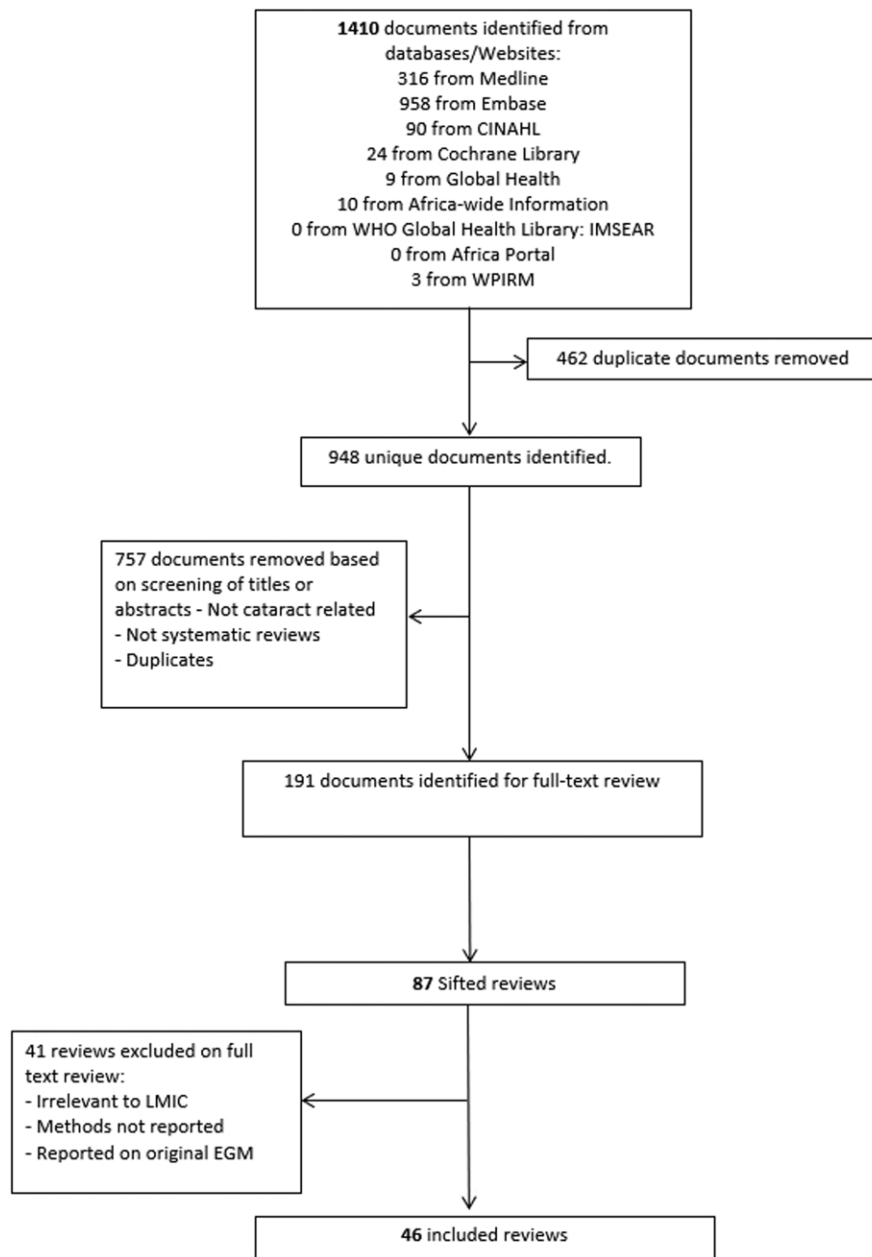 1410 documents identified from
databases/Websites:
316 from Medline
958 from Embase
90 from CINAHL
24 from Cochrane Library
9 from Global Health
10 from Africa-wide Information
0 from WHO Global Health Library: IMSEAR
0 from Africa Portal
3 from WPIRM
462 duplicate documents removed
948 unique documents identified.
757 documents removed based
on screening of titles or
abstracts - Not cataract related
- Not systematic reviews
- Duplicates
191 documents identified for full-text review
87 Sifted reviews
41 reviews excluded on full
text review:
- Irrelevant to LMIC
- Methods not reported
- Reported on original EGM
46 included reviews